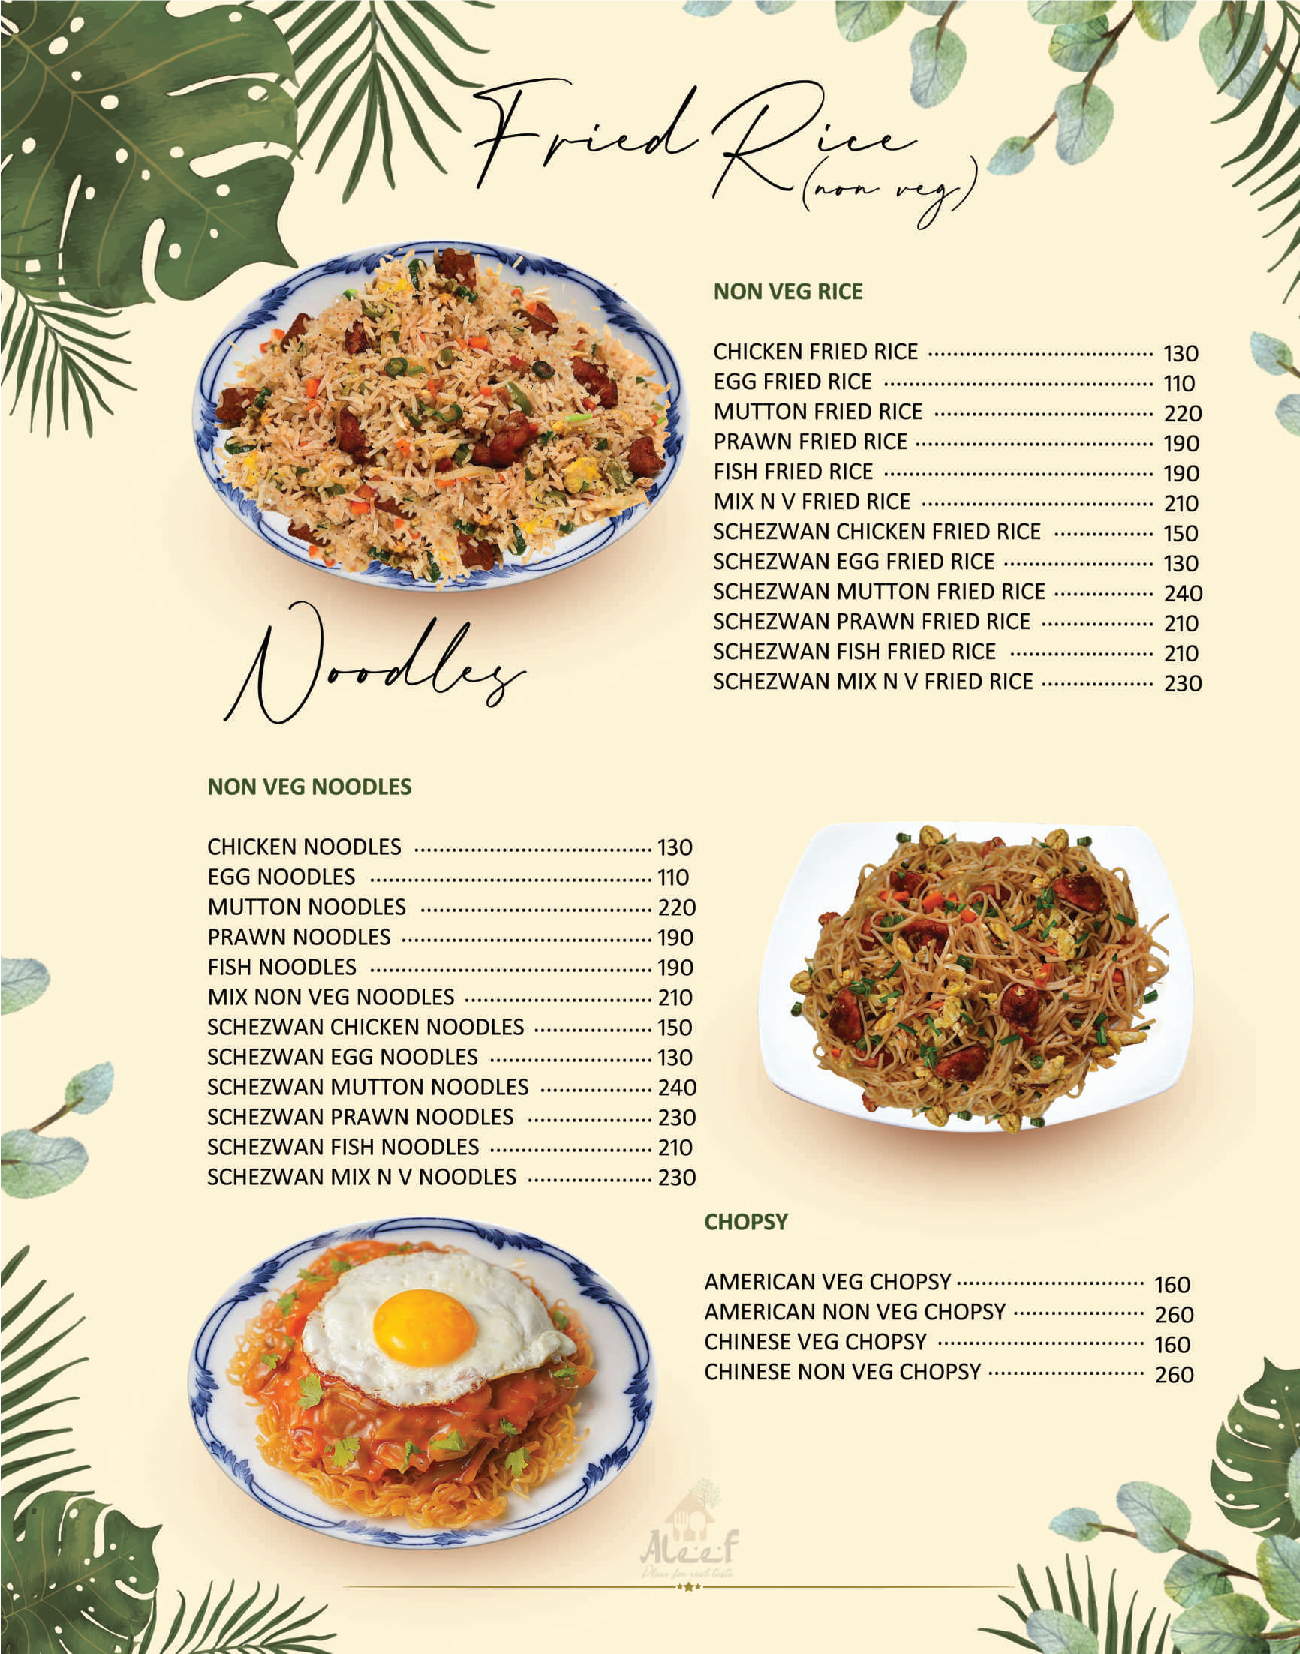 Fried Rice
(non veg)
NON VEG RICE
CHICKEN FRIED RICE 130
EGG FRIED RICE 110
MUTTON FRIED RICE 220
PRAWN FRIED RICE 190
FISH FRIED RICE 190
MIX N V FRIED RICE 210
SCHEZWAN CHICKEN FRIED RICE 150
SCHEZWAN EGG FRIED RICE 130
SCHEZWAN MUTTON FRIED RICE 240
SCHEZWAN PRAWN FRIED RICE 210
SCHEZWAN FISH FRIED RICE 210
SCHEZWAN MIX N V FRIED RICE 230
Noodles
NON VEG NOODLES
CHICKEN NOODLES 130
EGG NOODLES 110
MUTTON NOODLES 220
PRAWN NOODLES 190
FISH NOODLES 190
MIX NON VEG NOODLES 210
SCHEZWAN CHICKEN NOODLES 150
SCHEZWAN EGG NOODLES 130
SCHEZWAN MUTTON NOODLES 240
SCHEZWAN PRAWN NOODLES 230
SCHEZWAN FISH NOODLES 210
SCHEZWAN MIX N V NOODLES 230
CHOPSY
AMERICAN VEG CHOPSY 160
AMERICAN NON VEG CHOPSY 260
CHINESE VEG CHOPSY 160
CHINESE NON VEG CHOPSY 260
Aleef
Place for real taste